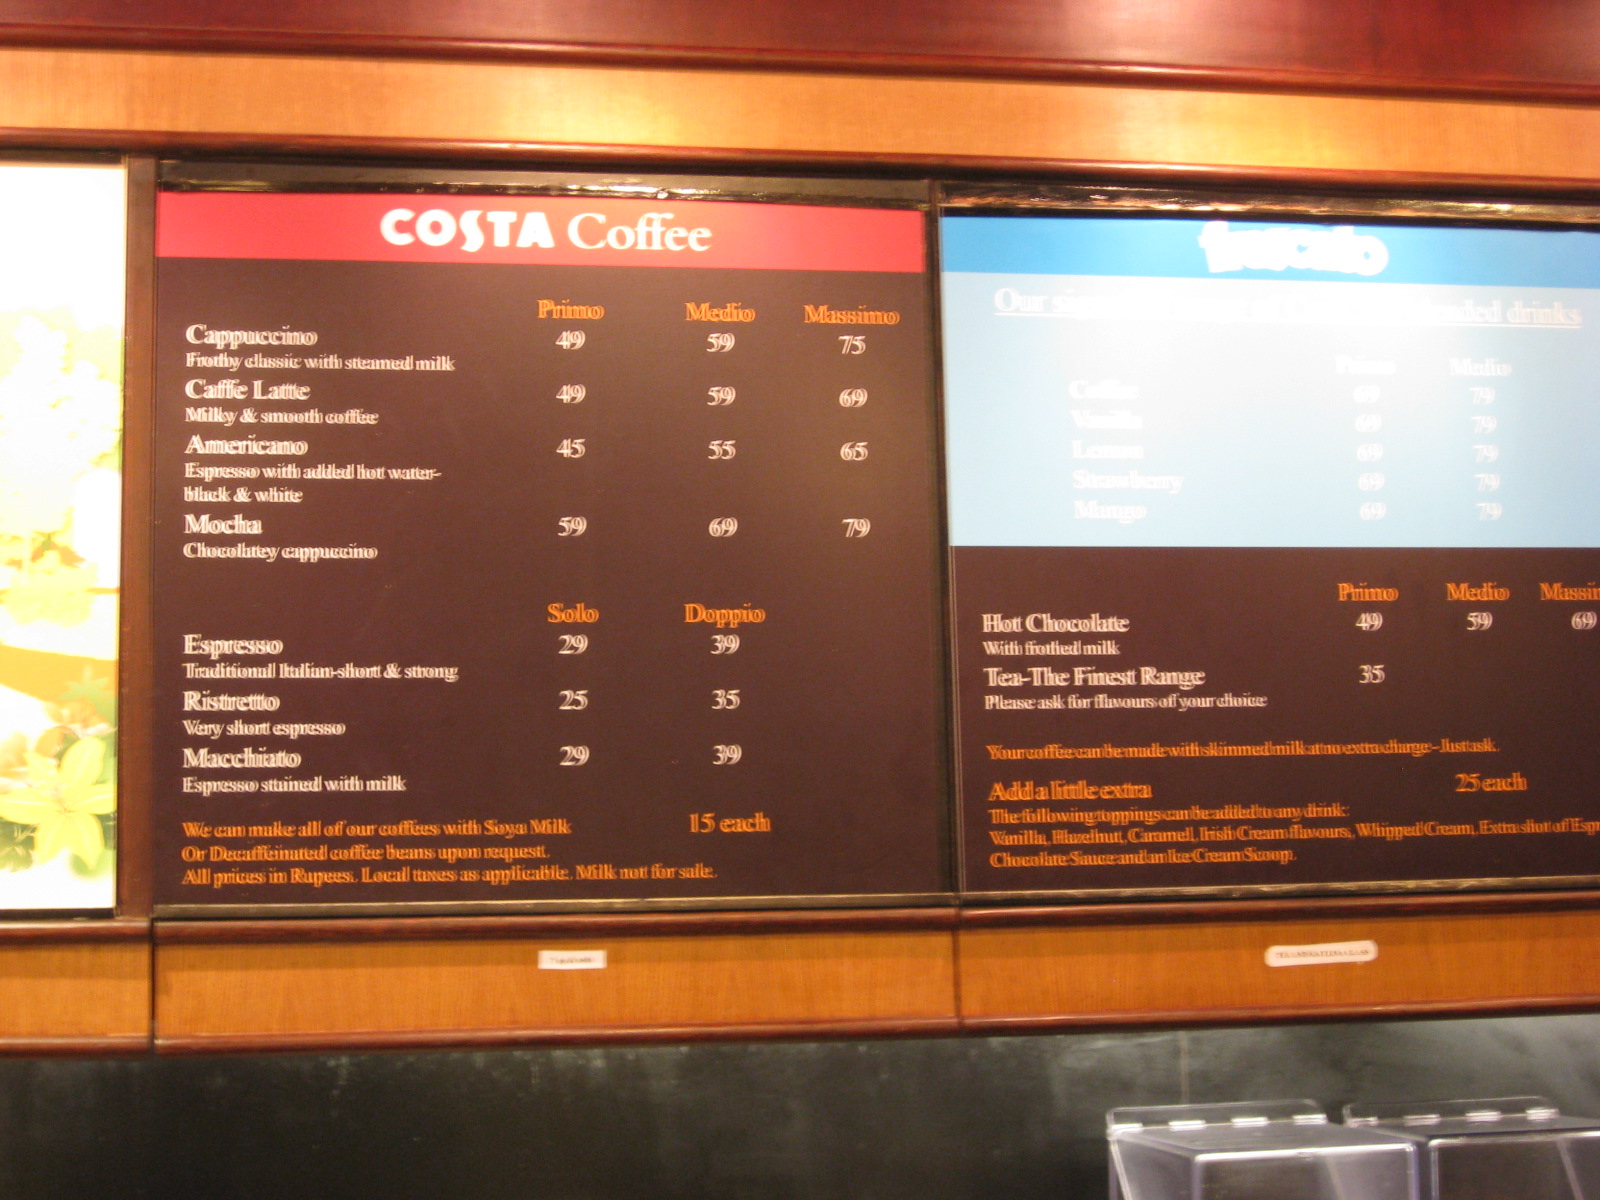 COSTA Coffee
Primo Medio Massimo
Cappuccino 49 59 75
Frothy classic with steamed milk
Caffe Latte 49 59 69
Milky & smooth coffee
Americano 45 55 65
Espresso with added hot water-
black & white
Mocha 59 69 79
Chocolatey cappuccino
Solo Doppio
Espresso 29 39
Traditional Italian-short & strong
Ristretto 25 35
Very short espresso
Macchiato 29 39
Espresso stained with milk
We can make all of our coffees with Soya Milk 15 each
Or Decaffeinated coffee beans upon request.
All prices in Rupees. Local taxes as applicable. Milk not for sale.
Our drinks
Primo Medio
Coffee 69 79
Vanilla 69 79
Lemon 69 79
Strawberry 69 79
Mango 69 79
Primo Medio Massim
Hot Chocolate 49 59 69
With frothed milk
Tea-The Finest Range 35
Please ask for flavours of your choice
Your coffee can be made with skimmed milk at no extra charge - Just ask.
Add a little extra 25 each
The following toppings can be added to any drink:
Vanilla, Hazelnut, Caramel, Irish Cream flavours, Whipped Cream, Extra shot of Espr
Chocolate Sauce and an Ice Cream Scoop.